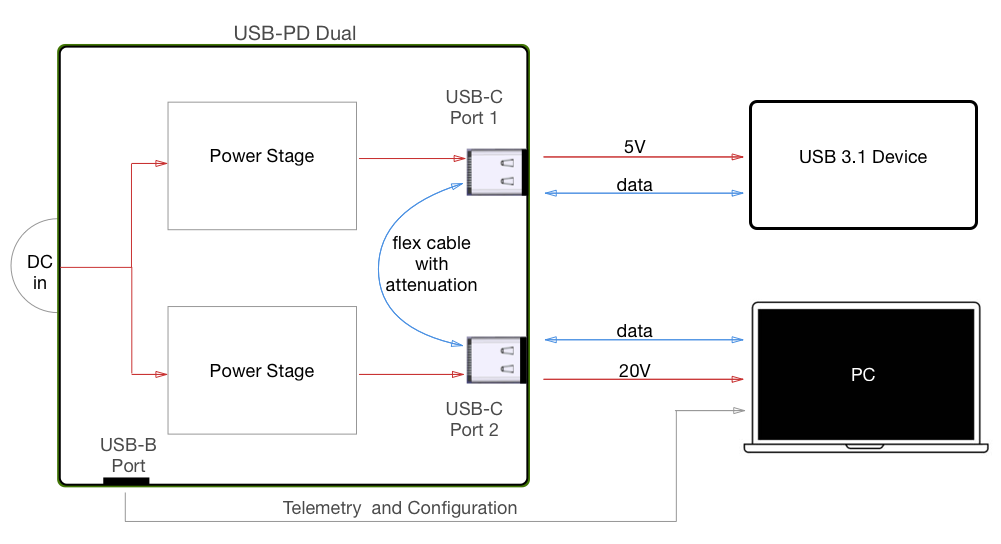 USB-PD Dual
USB-C
Port 1
Power Stage
5V
USB 3.1 Device
data
flex cable
with
attenuation
DC
in
data
Power Stage
20V
PC
USB-C
Port 2
USB-B
Port
Telemetry  and Configuration